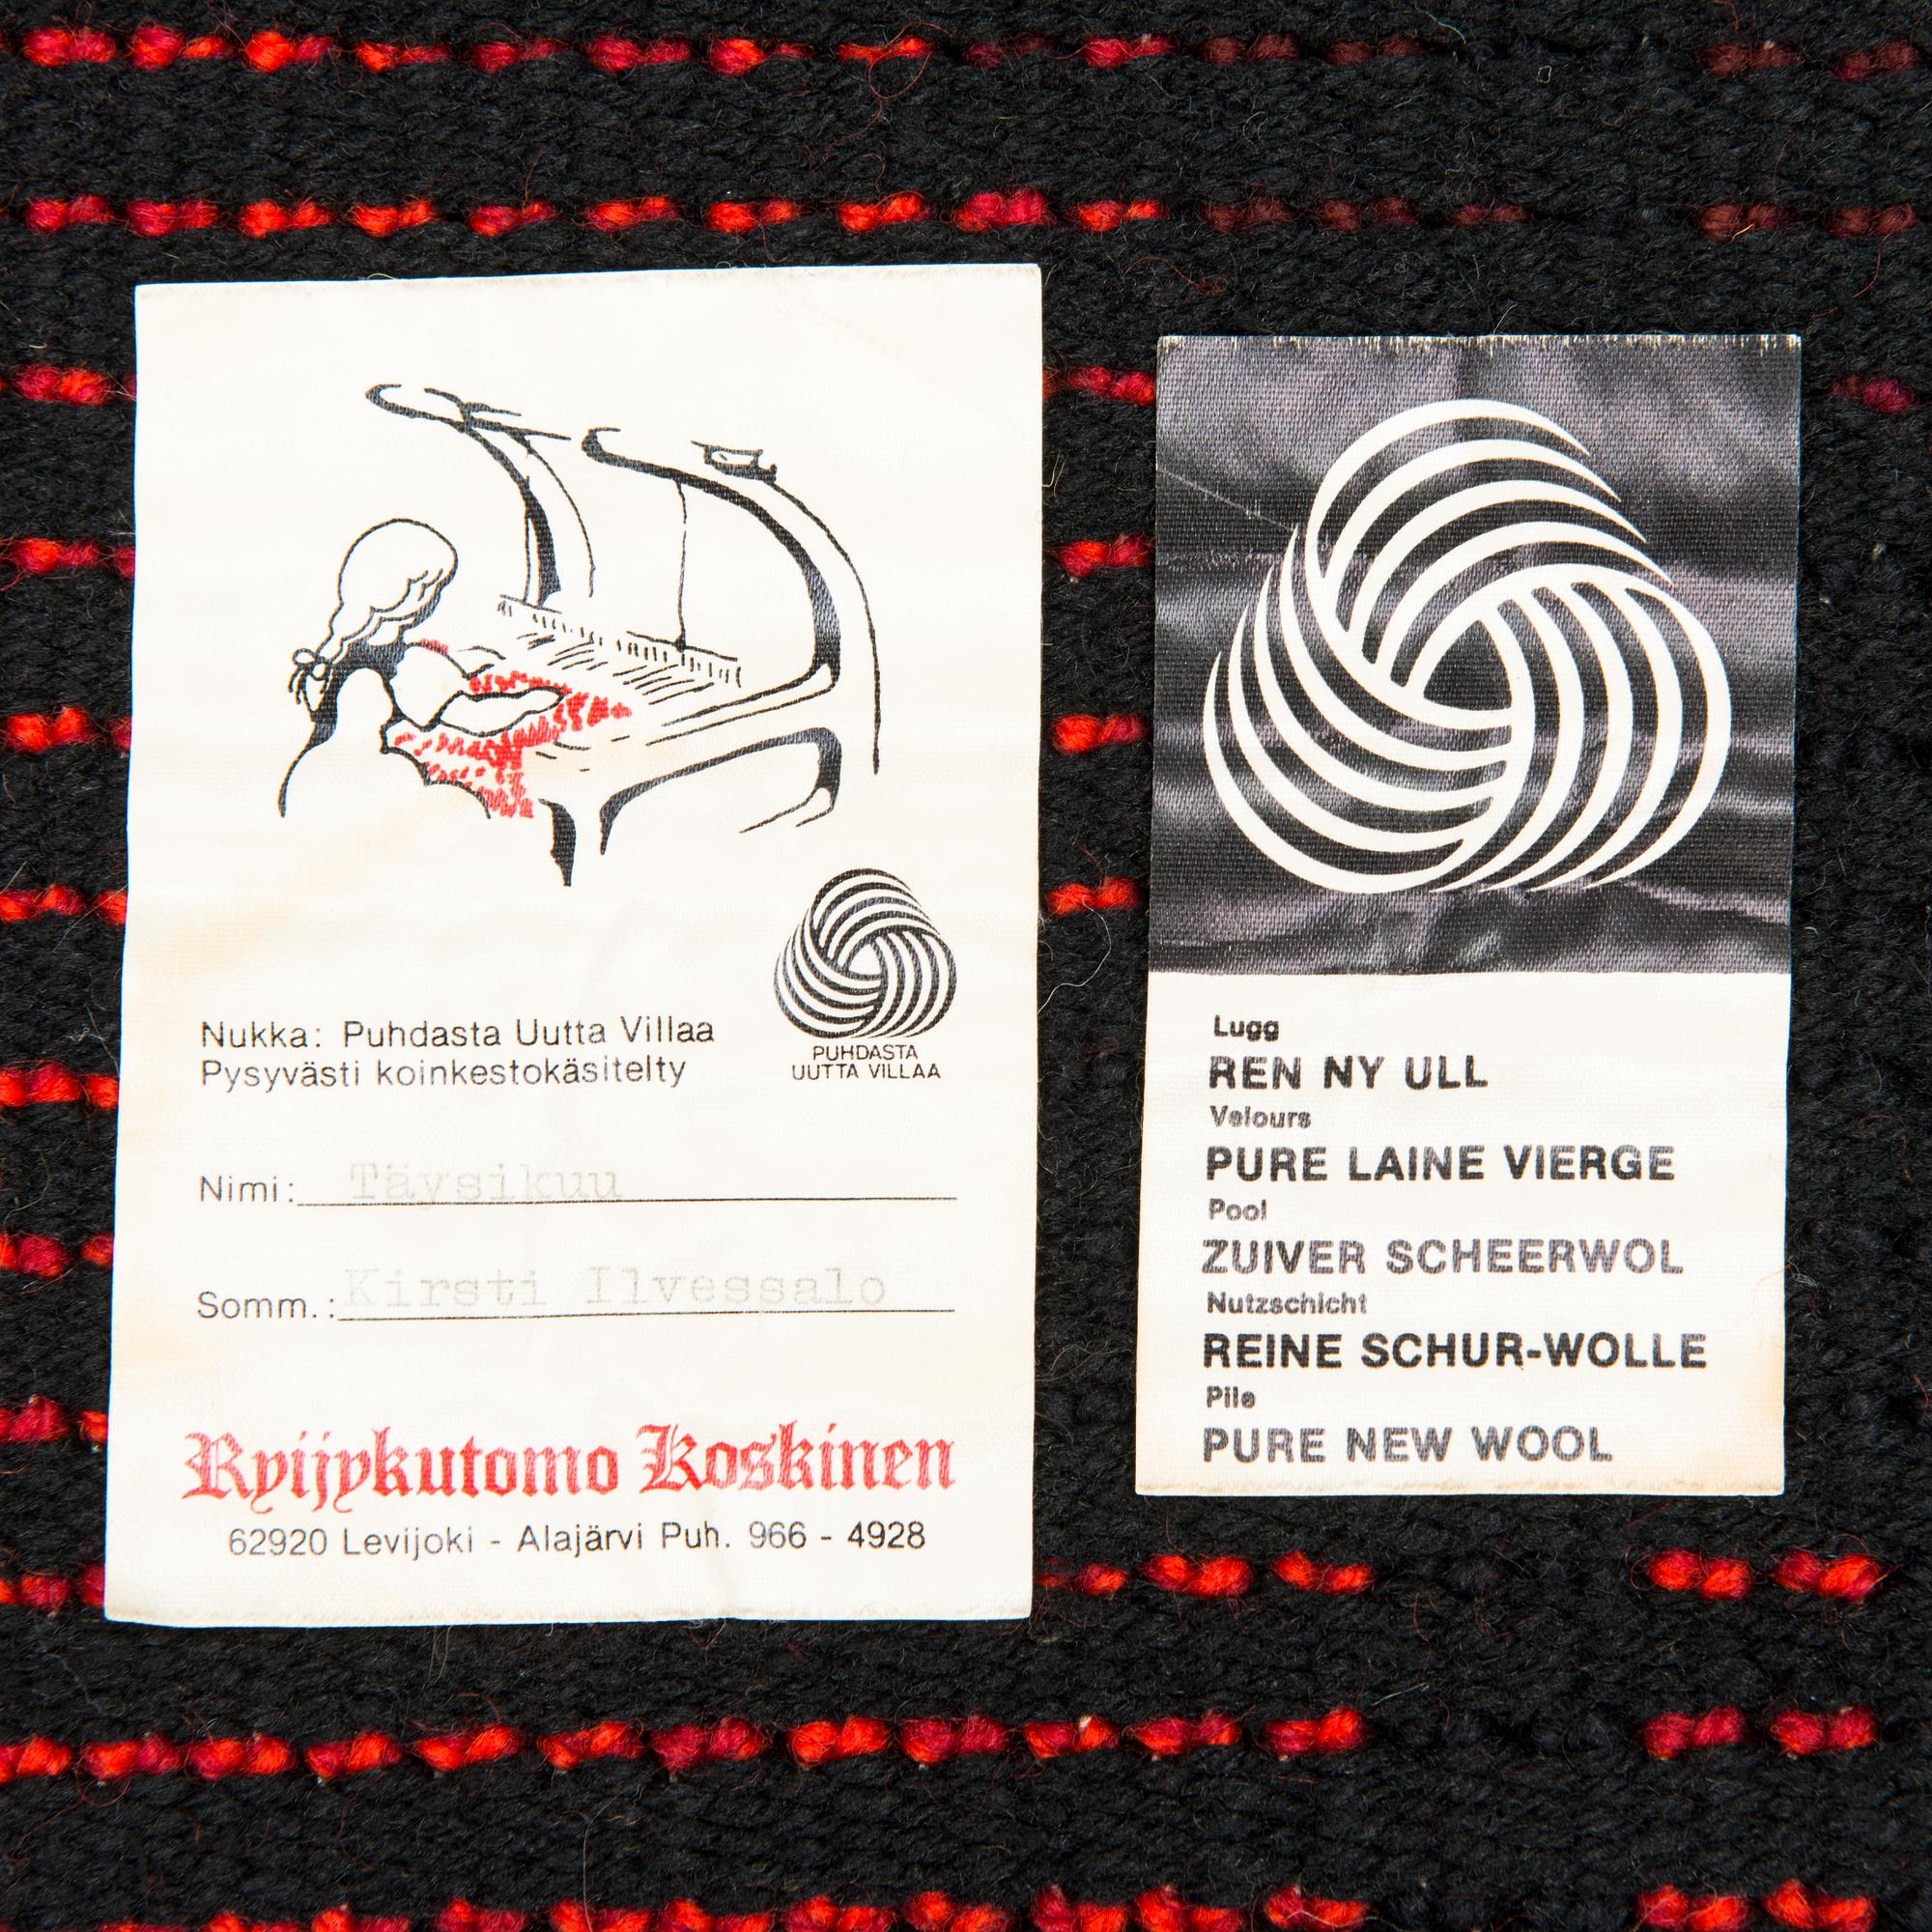 Nukka: Puhdasta Uutta Villaa
Pysyvästi koinkestokäsitelty
PUHDASTA
UUTTA VILLAA
Nimi: Täysikuu
Somm.: Kirsti Ilvessalo
Ryijykutomo Koskinen
62920 Levijoki - Alajärvi Puh. 966 - 4928
Lugg
REN NY ULL
Velours
PURE LAINE VIERGE
Pool
ZUIVER SCHEERWOL
Nutzschicht
REINE SCHUR-WOLLE
Pile
PURE NEW WOOL